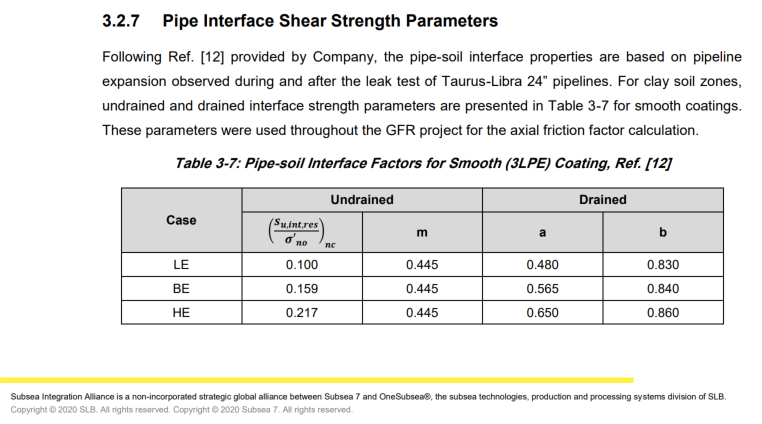 3.2.7 Pipe Interface Shear Strength Parameters
Following Ref. [12] provided by Company, the pipe-soil interface properties are based on pipeline
expansion observed during and after the leak test of Taurus-Libra 24” pipelines. For clay soil zones,
undrained and drained interface strength parameters are presented in Table 3-7 for smooth coatings.
These parameters were used throughout the GFR project for the axial friction factor calculation.
Table 3-7: Pipe-soil Interface Factors for Smooth (3LPE) Coating, Ref. [12]
Case Undrained Drained
(s_u,int,res / σ'_no)_nc m a b
LE 0.100 0.445 0.480 0.830
BE 0.159 0.445 0.565 0.840
HE 0.217 0.445 0.650 0.860
Subsea Integration Alliance is a non-incorporated strategic global alliance between Subsea 7 and OneSubsea®, the subsea technologies, production and processing systems division of SLB.
Copyright © 2020 SLB. All rights reserved. Copyright © 2020 Subsea 7. All rights reserved.